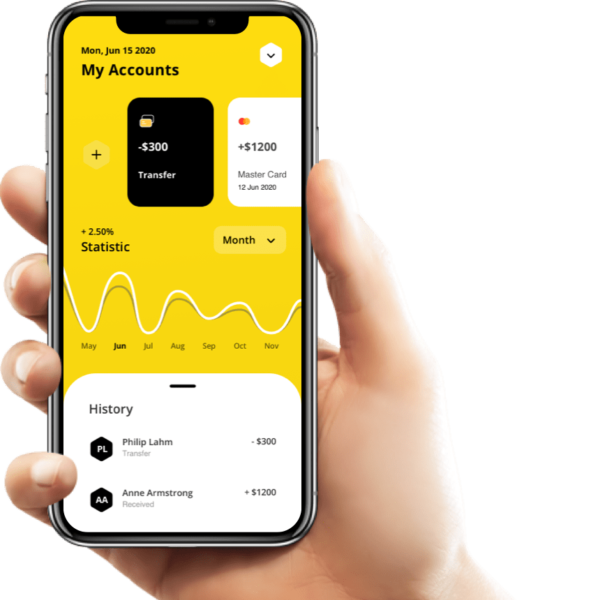 Mon, Jun 15 2020
My Accounts
+
-$300
Transfer
+$1200
Master Card
12 Jun 2020
+ 2.50%
Statistic
Month
May Jun Jul Aug Sep Oct Nov
History
PL
Philip Lahm
- $300
Transfer
AA
Anne Armstrong
+ $1200
Received